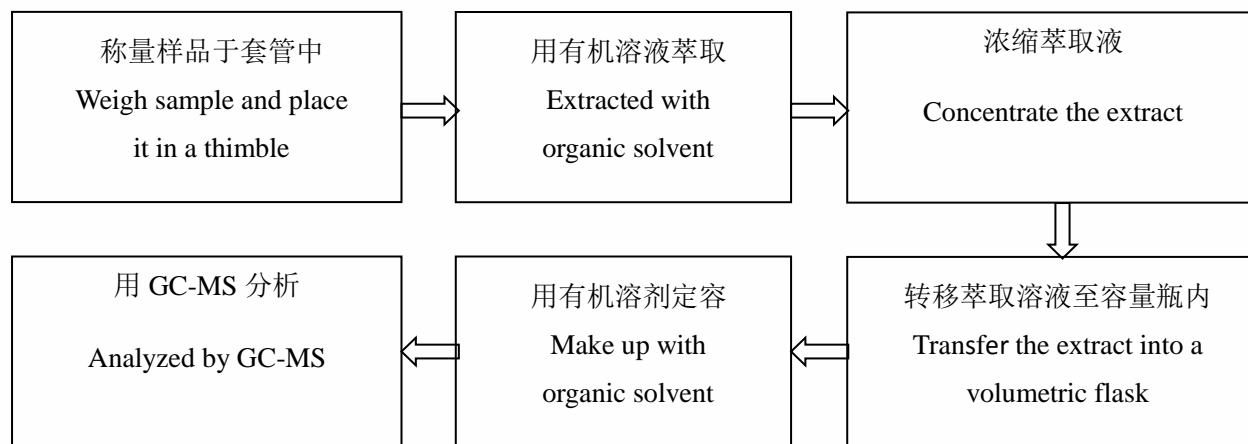 称量样品于套管中
Weigh sample and place
it in a thimble
用有机溶液萃取
Extracted with
organic solvent
浓缩萃取液
Concentrate the extract
转移萃取溶液至容量瓶内
Transfer the extract into a
volumetric flask
用有机溶剂定容
Make up with
organic solvent
用 GC-MS 分析
Analyzed by GC-MS